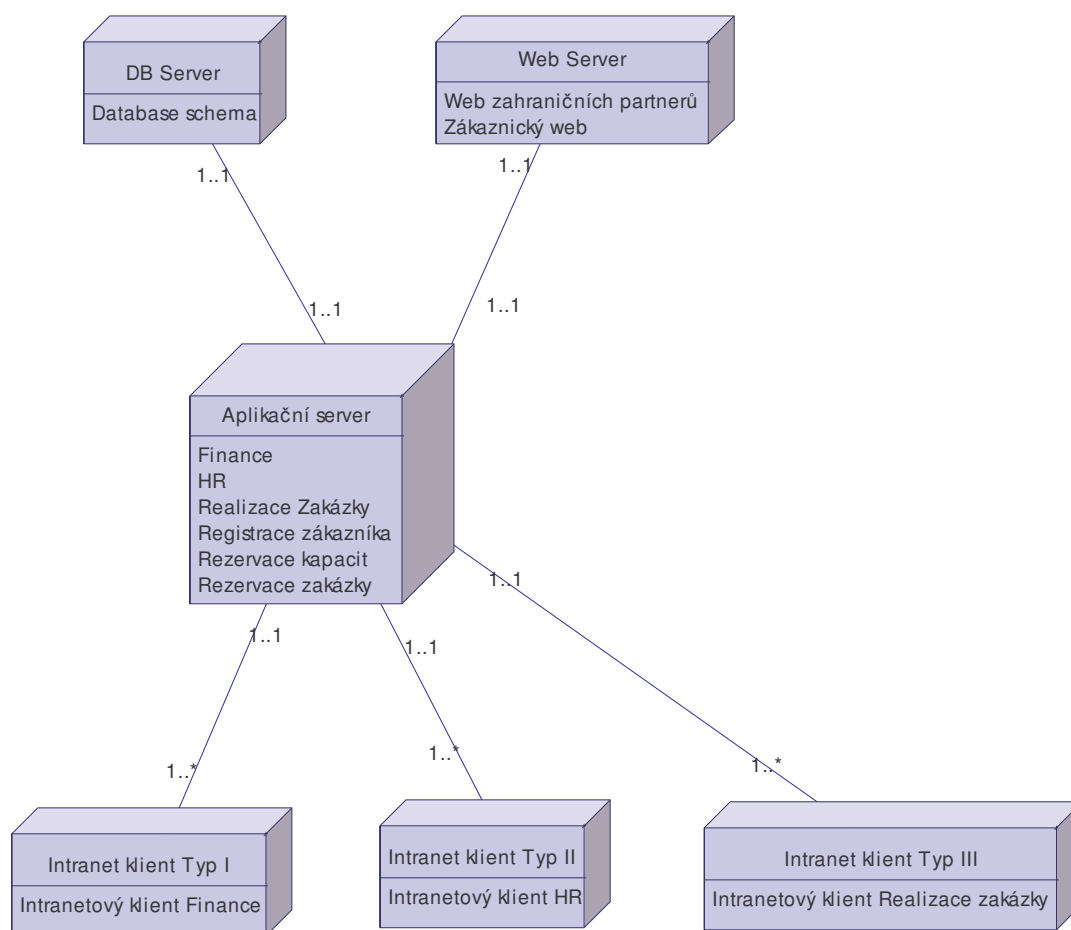 DB Server
Database schema
Web Server
Web zahraničních partnerů
Zákaznický web
1..1
1..1
1..1
1..1
Aplikační server
Finance
HR
Realizace Zakázky
Registrace zákazníka
Rezervace kapacit
Rezervace zakázky
1..1
1..1
1..1
1..*
1..*
1..*
Intranet klient Typ I
Intranetový klient Finance
Intranet klient Typ II
Intranetový klient HR
Intranet klient Typ III
Intranetový klient Realizace zakázky